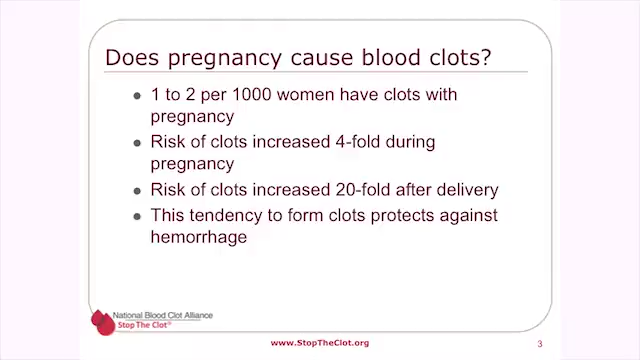 Does pregnancy cause blood clots?
● 1 to 2 per 1000 women have clots with
pregnancy
● Risk of clots increased 4-fold during
pregnancy
● Risk of clots increased 20-fold after delivery
● This tendency to form clots protects against
hemorrhage
National Blood Clot Alliance
Stop The Clot®
www.StopTheClot.org
3